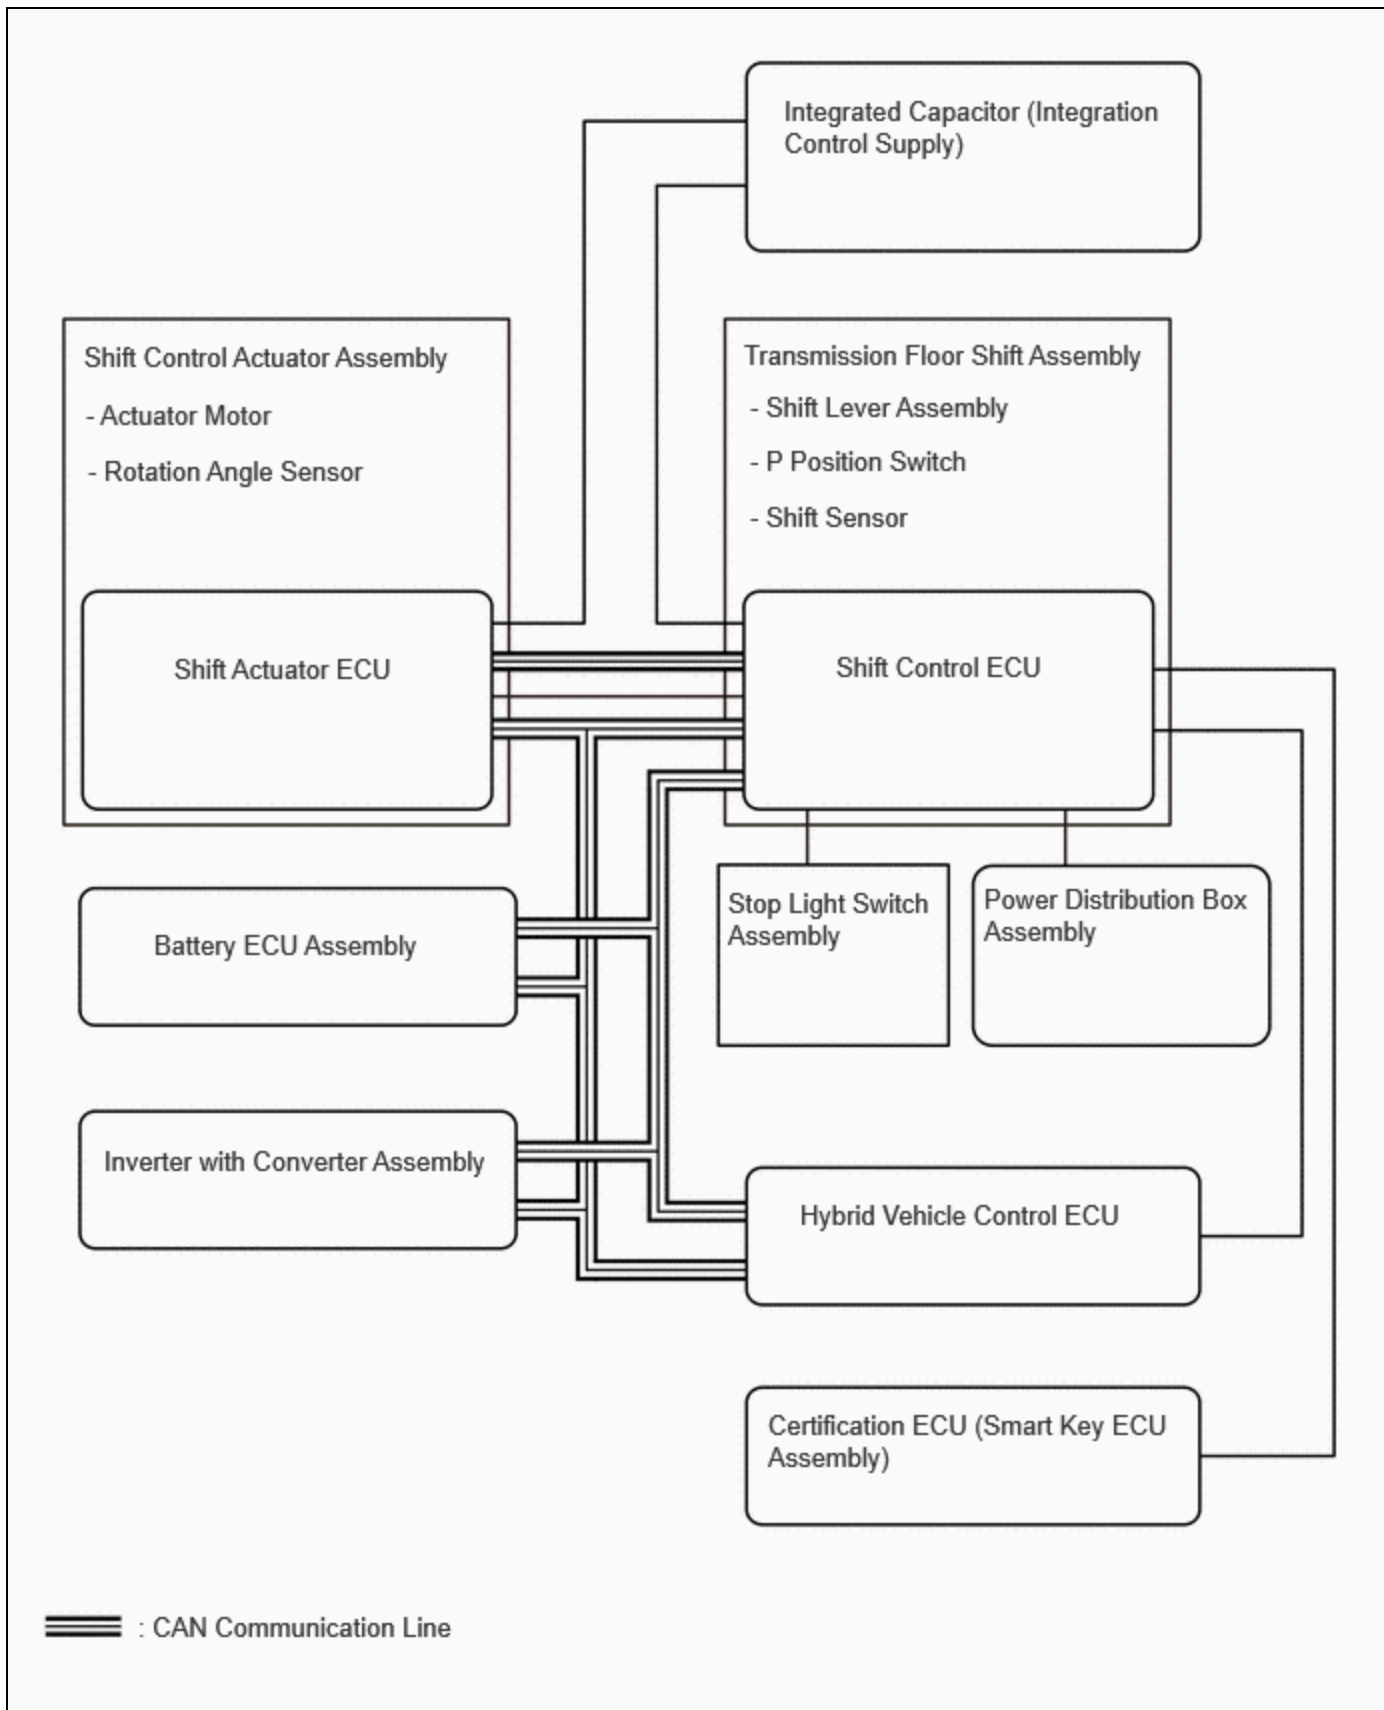 Integrated Capacitor (Integration
Control Supply)
Shift Control Actuator Assembly
- Actuator Motor
- Rotation Angle Sensor
Transmission Floor Shift Assembly
- Shift Lever Assembly
- P Position Switch
- Shift Sensor
Shift Actuator ECU
Shift Control ECU
Stop Light Switch
Assembly
Power Distribution Box
Assembly
Battery ECU Assembly
Inverter with Converter Assembly
Hybrid Vehicle Control ECU
Certification ECU (Smart Key ECU
Assembly)
: CAN Communication Line